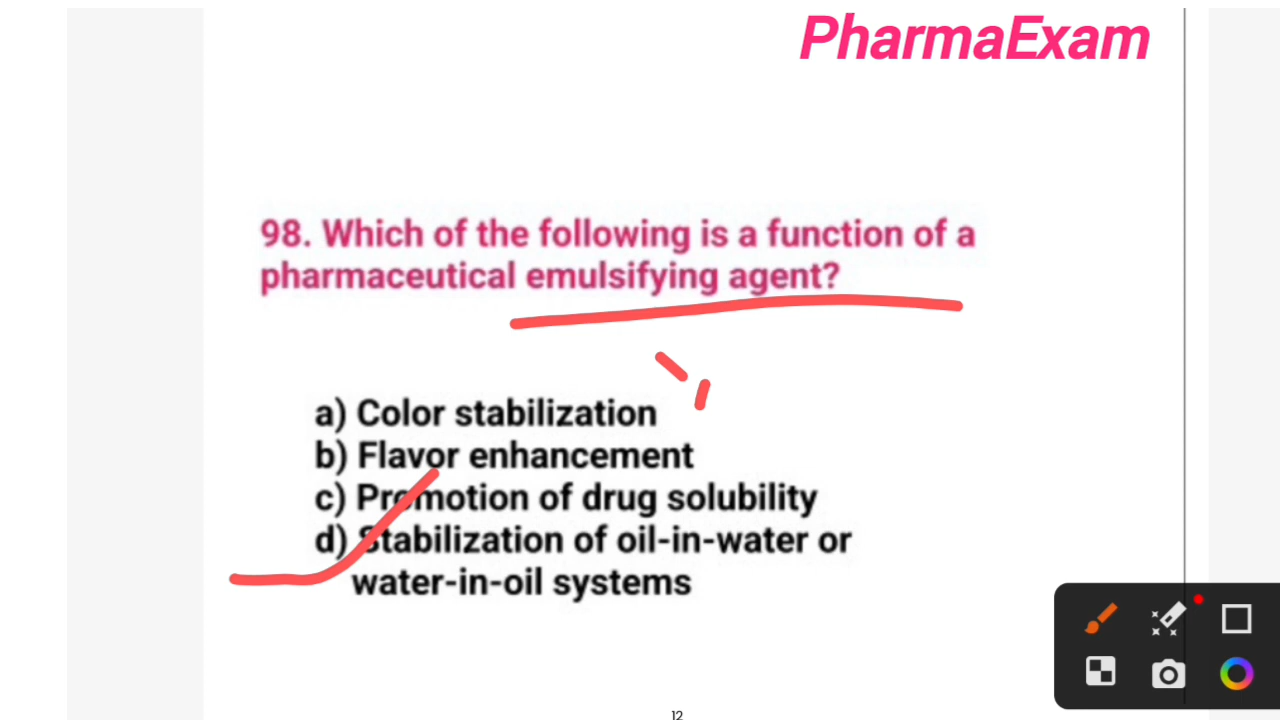 PharmaExam
98. Which of the following is a function of a
pharmaceutical emulsifying agent?
a) Color stabilization
b) Flavor enhancement
c) Promotion of drug solubility
d) Stabilization of oil-in-water or
water-in-oil systems
12